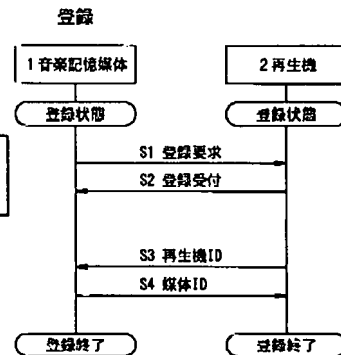 登録
1 音楽記憶媒体
2 再生機
登録状態
登録状態
S1 登録要求
S2 登録受付
S3 再生機ID
S4 媒体ID
登録終了
登録終了